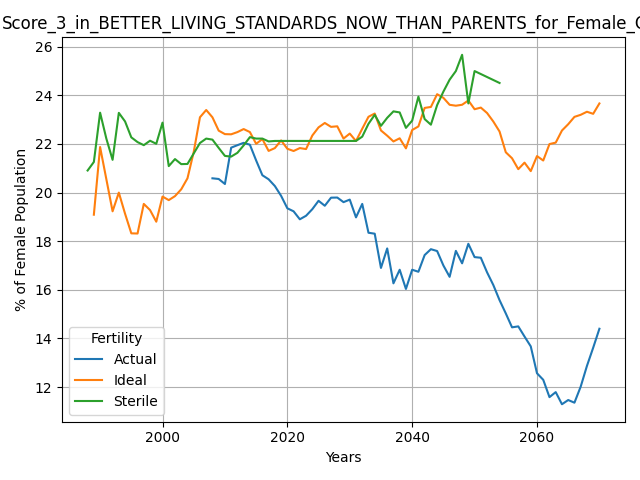 Score_3_in_BETTER_LIVING_STANDARDS_NOW_THAN_PARENTS_for_Female_
% of Female Population
26
24
22
20
18
16
14
12
Fertility
Actual
Ideal
Sterile
2000
2020
2040
2060
Years